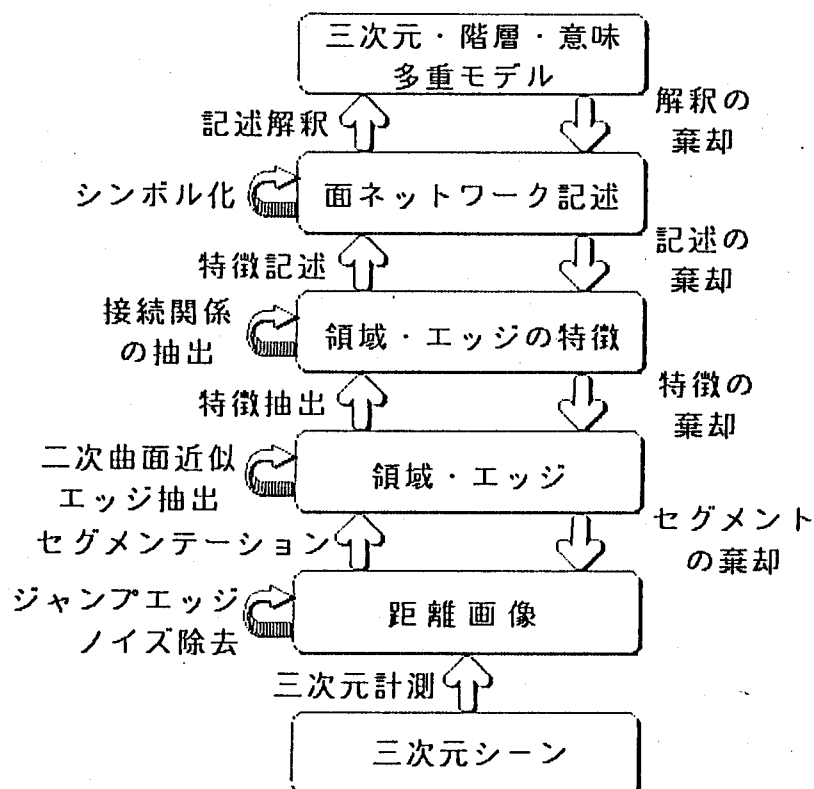 三次元・階層・意味
多重モデル
記述解釈
解釈の
棄却
シンボル化
面ネットワーク記述
特徴記述
記述の
棄却
接続関係
の抽出
領域・エッジの特徴
特徴抽出
特徴の
棄却
二次曲面近似
エッジ抽出
領域・エッジ
セグメンテーション
セグメント
の棄却
ジャンプエッジ
ノイズ除去
距離画像
三次元計測
三次元シーン